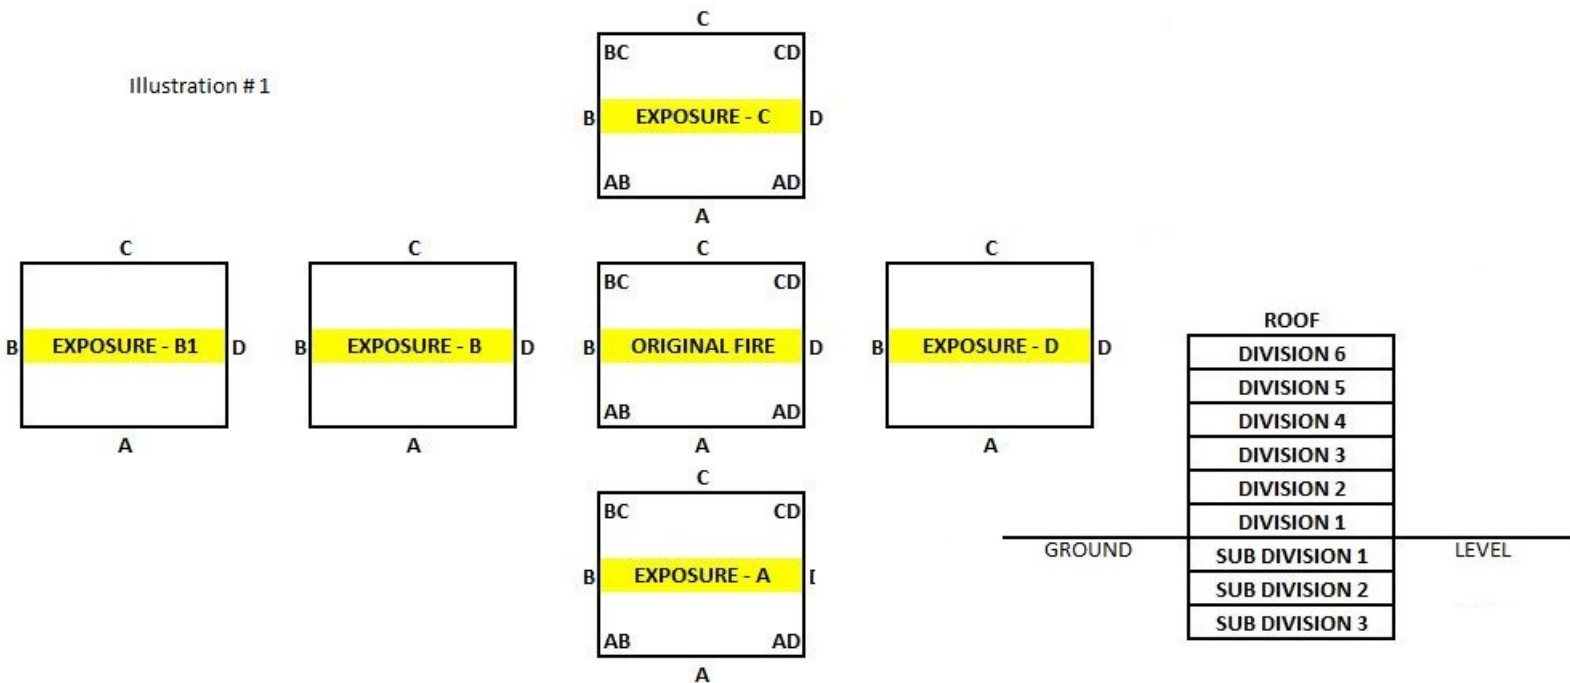 Illustration # 1
C
BC CD
B EXPOSURE - C D
AB AD
A
C C C C
BC CD
B EXPOSURE - B1 D B EXPOSURE - B D B ORIGINAL FIRE D B EXPOSURE - D D
AB AD
A A A A
C
BC CD
B EXPOSURE - A
AB AD
A
ROOF
DIVISION 6
DIVISION 5
DIVISION 4
DIVISION 3
DIVISION 2
DIVISION 1
GROUND LEVEL
SUB DIVISION 1
SUB DIVISION 2
SUB DIVISION 3